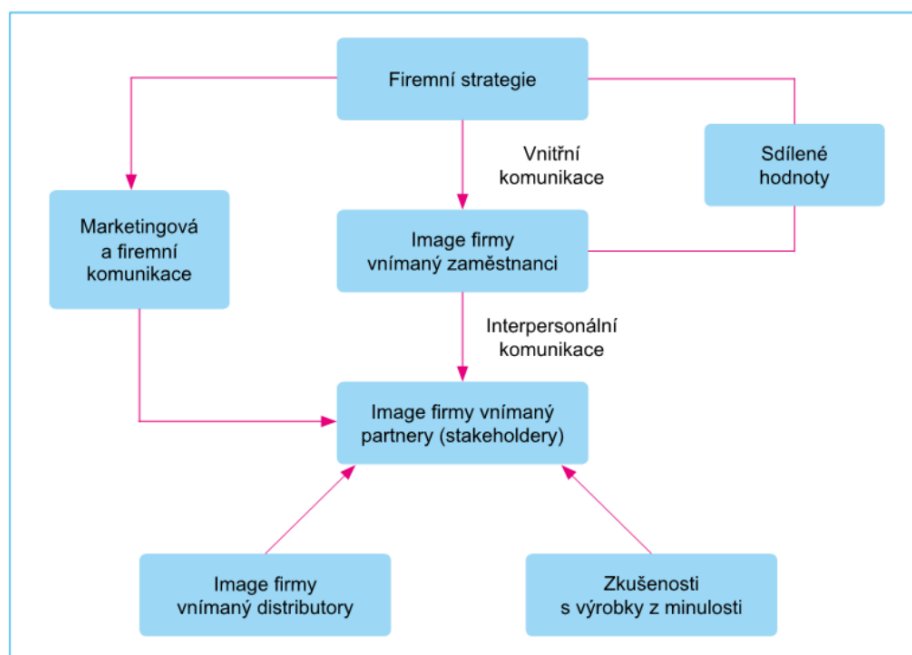 Firemní strategie
Vnitřní
komunikace
Sdílené
hodnoty
Marketingová
a firemní
komunikace
Image firmy
vnímaný zaměstnanci
Interpersonální
komunikace
Image firmy vnímaný
partnery (stakeholdery)
Image firmy
vnímaný distributory
Zkušenosti
s výrobky z minulosti